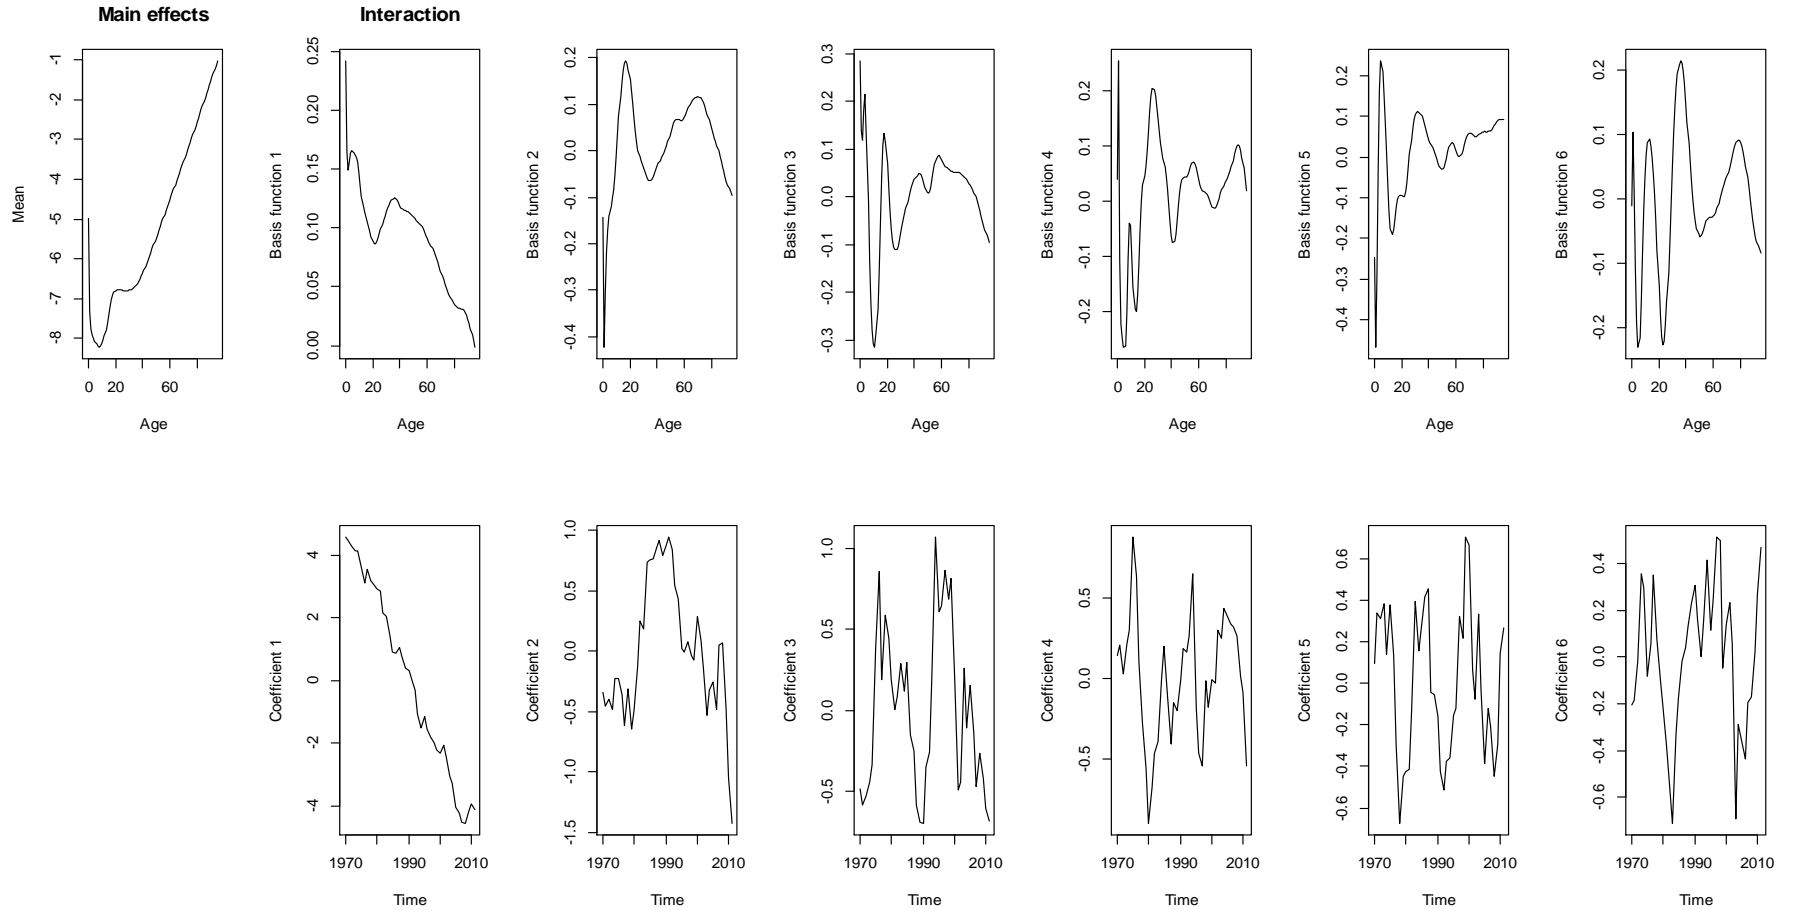 Main effects
Interaction
Mean
-1
-2
-3
-4
-5
-6
-7
-8
0 20 60
Age
Basis function 1
0.25
0.20
0.15
0.10
0.05
0.00
0 20 60
Age
Basis function 2
0.2
0.1
0.0
-0.1
-0.2
-0.3
-0.4
0 20 60
Age
Basis function 3
0.3
0.2
0.1
0.0
-0.1
-0.2
-0.3
0 20 60
Age
Basis function 4
0.2
0.1
0.0
-0.1
-0.2
0 20 60
Age
Basis function 5
0.2
0.1
0.0
-0.1
-0.2
-0.3
-0.4
0 20 60
Age
Basis function 6
0.2
0.1
0.0
-0.1
-0.2
0 20 60
Age
Coefficient 1
4
2
0
-2
-4
1970 1990 2010
Time
Coefficient 2
1.0
0.5
0.0
-0.5
-1.0
-1.5
1970 1990 2010
Time
Coefficient 3
1.0
0.5
0.0
-0.5
1970 1990 2010
Time
Coefficient 4
0.5
0.0
-0.5
1970 1990 2010
Time
Coefficient 5
0.6
0.4
0.2
0.0
-0.2
-0.4
-0.6
1970 1990 2010
Time
Coefficient 6
0.4
0.2
0.0
-0.2
-0.4
-0.6
1970 1990 2010
Time